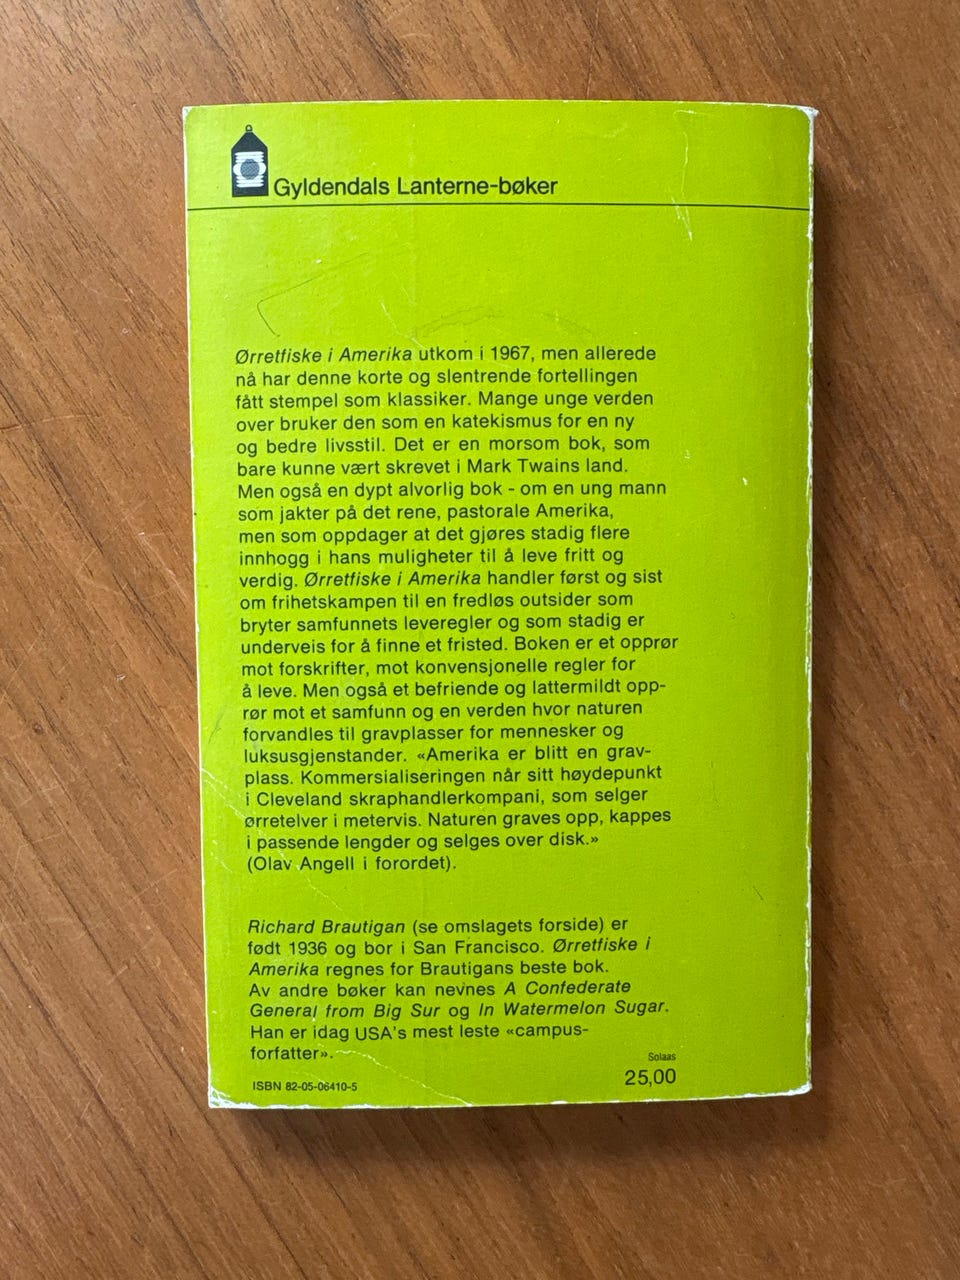 Gyldendals Lanterne-bøker
Ørretfiske i Amerika utkom i 1967, men allerede
nå har denne korte og slentrende fortellingen
fått stempel som klassiker. Mange unge verden
over bruker den som en katekismus for en ny
og bedre livsstil. Det er en morsom bok, som
bare kunne vært skrevet i Mark Twains land.
Men også en dypt alvorlig bok - om en ung mann
som jakter på det rene, pastorale Amerika,
men som oppdager at det gjøres stadig flere
innhogg i hans muligheter til å leve fritt og
verdig. Ørretfiske i Amerika handler først og sist
om frihetskampen til en fredløs outsider som
bryter samfunnets leveregler og som stadig er
underveis for å finne et fristed. Boken er et opprør
mot forskrifter, mot konvensjonelle regler for
å leve. Men også et befriende og lattermildt opp-
rør mot et samfunn og en verden hvor naturen
forvandles til gravplasser for mennesker og
luksusgjenstander. «Amerika er blitt en grav-
plass. Kommersialiseringen når sitt høydepunkt
i Cleveland skraphandlerkompani, som selger
ørretelver i metervis. Naturen graves opp, kappes
i passende lengder og selges over disk.»
(Olav Angell i forordet).
Richard Brautigan (se omslagets forside) er
født 1936 og bor i San Francisco. Ørretfiske i
Amerika regnes for Brautigans beste bok.
Av andre bøker kan nevnes A Confederate
General from Big Sur og In Watermelon Sugar.
Han er idag USA's mest leste «campus-
forfatter».
ISBN 82-05-06410-5
Solaas
25,00